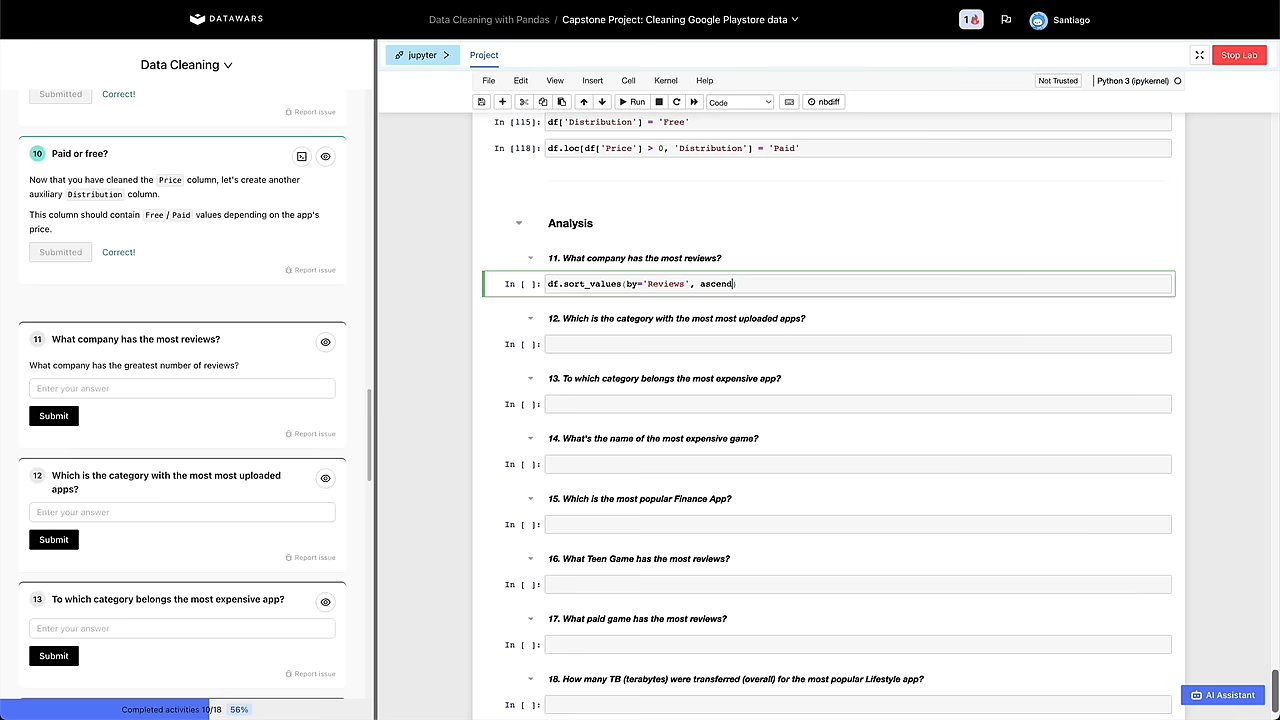 DATAWARS
Data Cleaning with Pandas / Capstone Project: Cleaning Google Playstore data
1
Santiago
Data Cleaning
jupyter
Project
Stop Lab
File Edit View Insert Cell Kernel Help
Not Trusted
Python 3 (ipykernel)
Run
Code
nbdiff
Submitted
Correct!
Report issue
10 Paid or free?
Now that you have cleaned the Price column, let's create another
auxiliary Distribution column.
This column should contain Free / Paid values depending on the app's
price.
Submitted
Correct!
Report issue
11 What company has the most reviews?
What company has the greatest number of reviews?
Enter your answer
Submit
Report issue
12 Which is the category with the most most uploaded
apps?
Enter your answer
Submit
Report issue
13 To which category belongs the most expensive app?
Enter your answer
Submit
Report issue
Completed activities 10/18 56%
In [115]: df['Distribution'] = 'Free'
In [118]: df.loc[df['Price'] > 0, 'Distribution'] = 'Paid'
Analysis
11. What company has the most reviews?
In [ ]: df.sort_values(by='Reviews', ascend)
12. Which is the category with the most most uploaded apps?
In [ ]:
13. To which category belongs the most expensive app?
In [ ]:
14. What's the name of the most expensive game?
In [ ]:
15. Which is the most popular Finance App?
In [ ]:
16. What Teen Game has the most reviews?
In [ ]:
17. What paid game has the most reviews?
In [ ]:
18. How many TB (terabytes) were transferred (overall) for the most popular Lifestyle app?
In [ ]:
AI Assistant